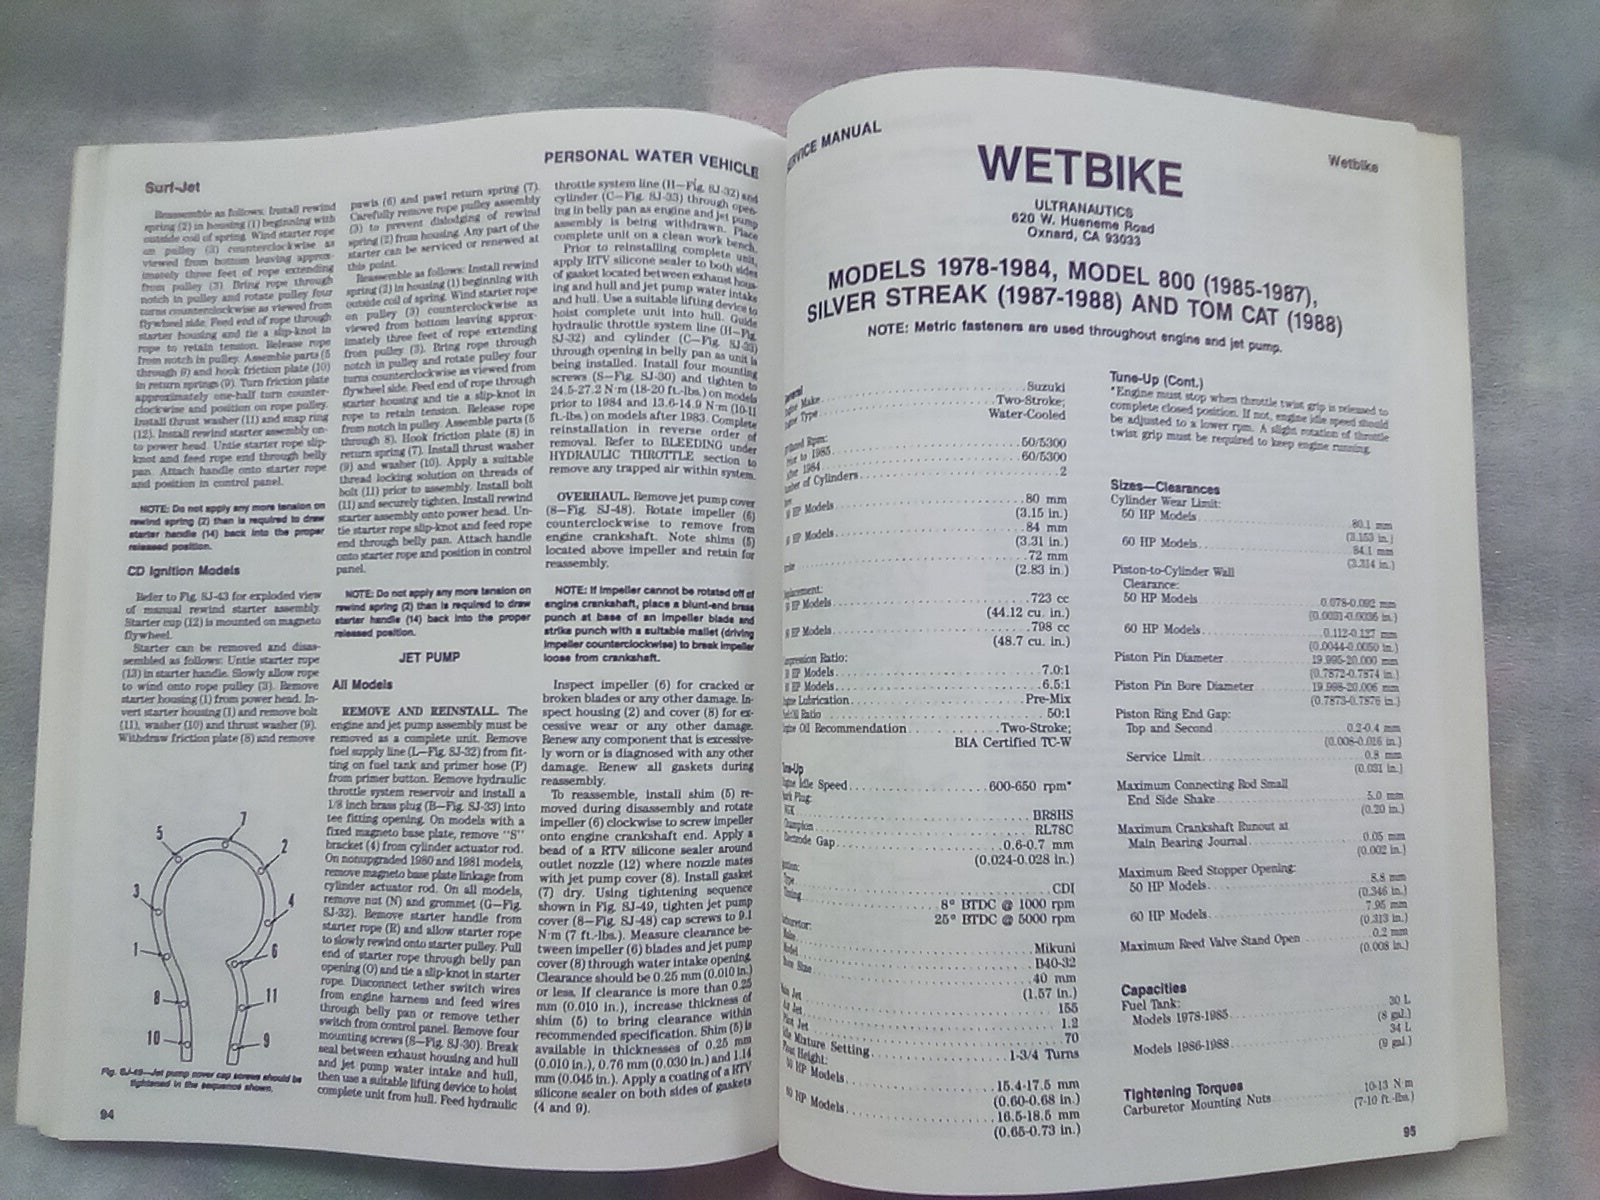 Surf-Jet
PERSONAL WATER VEHICLE
Reassemble as follows: Install rewind
spring (2) in housing (1) beginning with
outside coil of spring. Wind starter rope
on pulley (3) counterclockwise as
viewed from bottom leaving approx-
imately three feet of rope extending
from pulley (3). Bring rope through
notch in pulley and rotate pulley four
turns counterclockwise as viewed from
flywheel side. Feed end of rope through
starter housing and tie a slip-knot in
rope to retain tension. Release rope
from notch in pulley. Assemble parts (5
through 9) and hook friction plate (10)
in return springs (9). Turn friction plate
approximately one-half turn counter-
clockwise and position on rope pulley.
Install thrust washer (11) and snap ring
(12). Install rewind starter assembly on-
to power head. Untie starter rope slip-
knot and feed rope end through belly
pan. Attach handle onto starter rope
and position in control panel.
NOTE: Do not apply any more tension on
rewind spring (2) than is required to draw
starter handle (14) back into the proper
released position.
CD Ignition Models
Refer to Fig. SJ-43 for exploded view
of manual rewind starter assembly.
Starter cup (12) is mounted on magneto
flywheel.
Starter can be removed and disas-
sembled as follows: Untie starter rope
(13) in starter handle. Slowly allow rope
to wind onto rope pulley (3). Remove
starter housing (1) from power head. In-
vert starter housing (1) and remove bolt
(11), washer (10) and thrust washer (9).
Withdraw friction plate (8) and remove
7
5
2
3
4
1
6
8
11
10
9
Fig. SJ-49—Jet pump cover cap screws should be
tightened in the sequence shown.
94
pawls (6) and pawl return spring (7).
Carefully remove rope pulley assembly
(3) to prevent dislodging of rewind
spring (2) from housing. Any part of the
starter can be serviced or renewed at
this point.
Reassemble as follows: Install rewind
spring (2) in housing (1) beginning with
outside coil of spring. Wind starter rope
on pulley (3) counterclockwise as
viewed from bottom leaving approx-
imately three feet of rope extending
from pulley (3). Bring rope through
notch in pulley and rotate pulley four
turns counterclockwise as viewed from
flywheel side. Feed end of rope through
starter housing and tie a slip-knot in
rope to retain tension. Release rope
from notch in pulley. Assemble parts (5
through 8). Hook friction plate (8) in
return spring (7). Install thrust washer
(9) and washer (10). Apply a suitable
thread locking solution on threads of
bolt (11) prior to assembly. Install bolt
(11) and securely tighten. Install rewind
starter assembly onto power head. Un-
tie starter rope slip-knot and feed rope
end through belly pan. Attach handle
onto starter rope and position in control
panel.
NOTE: Do not apply any more tension on
rewind spring (2) than is required to draw
starter handle (14) back into the proper
released position.
JET PUMP
All Models
REMOVE AND REINSTALL. The
engine and jet pump assembly must be
removed as a complete unit. Remove
fuel supply line (L—Fig. SJ-32) from fit-
ting on fuel tank and primer hose (P)
from primer button. Remove hydraulic
throttle system reservoir and install a
1/8 inch brass plug (B—Fig. SJ-33) into
tee fitting opening. On models with a
fixed magneto base plate, remove "S"
bracket (4) from cylinder actuator rod.
On nonupgraded 1980 and 1981 models,
remove magneto base plate linkage from
cylinder actuator rod. On all models,
remove nut (N) and grommet (G—Fig.
SJ-32). Remove starter handle from
starter rope (R) and allow starter rope
to slowly rewind onto starter pulley. Pull
end of starter rope through belly pan
opening (O) and tie a slip-knot in starter
rope. Disconnect tether switch wires
from engine harness and feed wires
through belly pan or remove tether
switch from control panel. Remove four
mounting screws (S—Fig. SJ-30). Break
seal between exhaust housing and hull
and jet pump water intake and hull,
then use a suitable lifting device to hoist
complete unit from hull. Feed hydraulic
throttle system line (H—Fig. SJ-32) and
cylinder (C—Fig. SJ-33) through open-
ing in belly pan as engine and jet pump
assembly is being withdrawn. Place
complete unit on a clean work bench.
Prior to reinstalling complete unit,
apply RTV silicone sealer to both sides
of gasket located between exhaust hous-
ing and hull and jet pump water intake
and hull. Use a suitable lifting device to
hoist complete unit into hull. Guide
hydraulic throttle system line (H—Fig.
SJ-32) and cylinder (C—Fig. SJ-33)
through opening in belly pan as unit is
being installed. Install four mounting
screws (S—Fig. SJ-30) and tighten to
24.5-27.2 N·m (18-20 ft.-lbs.) on models
prior to 1984 and 13.6-14.9 N·m (10-11
ft.-lbs.) on models after 1983. Complete
reinstallation in reverse order of
removal. Refer to BLEEDING under
HYDRAULIC THROTTLE section to
remove any trapped air within system.
OVERHAUL. Remove jet pump cover
(8—Fig. SJ-48). Rotate impeller (6)
counterclockwise to remove from
engine crankshaft. Note shims (5)
located above impeller and retain for
reassembly.
NOTE: If impeller cannot be rotated off of
engine crankshaft, place a blunt-end brass
punch at base of an impeller blade and
strike punch with a suitable mallet (driving
impeller counterclockwise) to break impeller
loose from crankshaft.
Inspect impeller (6) for cracked or
broken blades or any other damage. In-
spect housing (2) and cover (8) for ex-
cessive wear or any other damage.
Renew any component that is excessive-
ly worn or is diagnosed with any other
damage. Renew all gaskets during
reassembly.
To reassemble, install shim (5) re-
moved during disassembly and rotate
impeller (6) clockwise to screw impeller
onto engine crankshaft end. Apply a
bead of a RTV silicone sealer around
outlet nozzle (12) where nozzle mates
with jet pump cover (8). Install gasket
(7) dry. Using tightening sequence
shown in Fig. SJ-49, tighten jet pump
cover (8—Fig. SJ-48) cap screws to 9.1
N·m (7 ft.-lbs.). Measure clearance be-
tween impeller (6) blades and jet pump
cover (8) through water intake opening.
Clearance should be 0.25 mm (0.010 in.)
or less. If clearance is more than 0.25
mm (0.010 in.), increase thickness of
shim (5) to bring clearance within
recommended specification. Shim (5) is
available in thicknesses of 0.25 mm
(0.010 in.), 0.76 mm (0.030 in.) and 1.14
mm (0.045 in.). Apply a coating of a RTV
silicone sealer on both sides of gaskets
(4 and 9).
SERVICE MANUAL
Wetbike
WETBIKE
ULTRANAUTICS
620 W. Hueneme Road
Oxnard, CA 93033
MODELS 1978-1984, MODEL 800 (1985-1987),
SILVER STREAK (1987-1988) AND TOM CAT (1988)
NOTE: Metric fasteners are used throughout engine and jet pump.
General
Engine Make Suzuki
Engine Type Two-Stroke;
Water-Cooled
Rpm:
Prior to 1985 50/5300
After 1984 60/5300
Number of Cylinders 2
HP Models 80 mm
(3.15 in.)
HP Models 84 mm
(3.31 in.)
72 mm
(2.83 in.)
Displacement:
HP Models 723 cc
(44.12 cu. in.)
HP Models 798 cc
(48.7 cu. in.)
Compression Ratio:
HP Models 7.0:1
HP Models 6.5:1
Engine Lubrication Pre-Mix
Fuel:Oil Ratio 50:1
Engine Oil Recommendation Two-Stroke;
BIA Certified TC-W
Tune-Up
Engine Idle Speed 600-650 rpm*
Spark Plug:
NGK BR8HS
Champion RL78C
Electrode Gap 0.6-0.7 mm
(0.024-0.028 in.)
Ignition:
Type CDI
Timing 8° BTDC @ 1000 rpm
25° BTDC @ 5000 rpm
Carburetor:
Make Mikuni
Model B40-32
Bore Size 40 mm
(1.57 in.)
Main Jet 155
Air Jet 1.2
Pilot Jet 70
Idle Mixture Setting 1-3/4 Turns
Float Height:
50 HP Models 15.4-17.5 mm
(0.60-0.68 in.)
60 HP Models 16.5-18.5 mm
(0.65-0.73 in.)
Tune-Up (Cont.)
*Engine must stop when throttle twist grip is released to
complete closed position. If not, engine idle speed should
be adjusted to a lower rpm. A slight rotation of throttle
twist grip must be required to keep engine running.
Sizes—Clearances
Cylinder Wear Limit:
50 HP Models 80.1 mm
(3.153 in.)
60 HP Models 84.1 mm
(3.314 in.)
Piston-to-Cylinder Wall
Clearance:
50 HP Models 0.078-0.092 mm
(0.0031-0.0036 in.)
60 HP Models 0.112-0.127 mm
(0.0044-0.0050 in.)
Piston Pin Diameter 19.995-20.000 mm
(0.7872-0.7874 in.)
Piston Pin Bore Diameter 19.998-20.006 mm
(0.7873-0.7876 in.)
Piston Ring End Gap:
Top and Second 0.2-0.4 mm
(0.008-0.016 in.)
Service Limit 0.8 mm
(0.031 in.)
Maximum Connecting Rod Small
End Side Shake 5.0 mm
(0.20 in.)
Maximum Crankshaft Runout at
Main Bearing Journal 0.05 mm
(0.002 in.)
Maximum Reed Stopper Opening:
50 HP Models 8.8 mm
(0.346 in.)
60 HP Models 7.95 mm
(0.313 in.)
Maximum Reed Valve Stand Open 0.2 mm
(0.008 in.)
Capacities
Fuel Tank:
Models 1978-1985 30 L
(8 gal.)
Models 1986-1988 34 L
(9 gal.)
Tightening Torques
Carburetor Mounting Nuts 10-13 N·m
(7-10 ft.-lbs.)
95